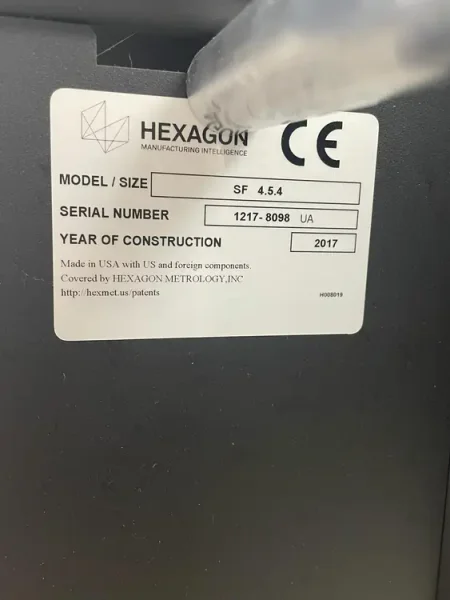 HEXAGON
MANUFACTURING INTELLIGENCE
CE
MODEL / SIZE SF 4.5.4
SERIAL NUMBER 1217-8098 UA
YEAR OF CONSTRUCTION 2017
Made in USA with US and foreign components.
Covered by HEXAGON METROLOGY,INC
http://hexmet.us/patents
H008019